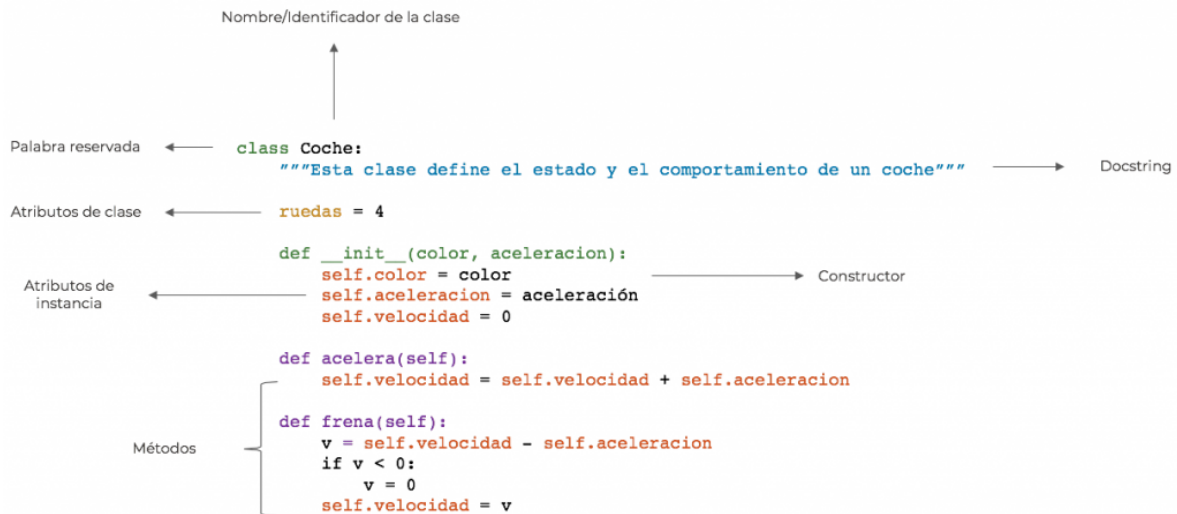 Nombre/Identificador de la clase
Palabra reservada
class Coche:
"""Esta clase define el estado y el comportamiento de un coche"""
Docstring
Atributos de clase
ruedas = 4
def __init__(color, aceleracion):
self.color = color
Constructor
Atributos de
instancia
self.aceleracion = aceleración
self.velocidad = 0
def acelera(self):
self.velocidad = self.velocidad + self.aceleracion
Métodos
def frena(self):
v = self.velocidad - self.aceleracion
if v < 0:
v = 0
self.velocidad = v